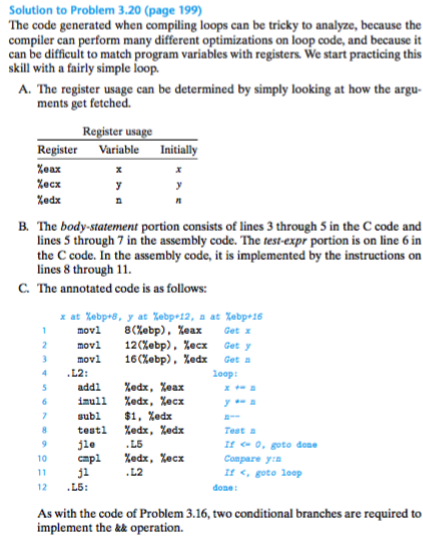 Solution to Problem 3.20 (page 199)
The code generated when compiling loops can be tricky to analyze, because the
compiler can perform many different optimizations on loop code, and because it
can be difficult to match program variables with registers. We start practicing this
skill with a fairly simple loop.
A. The register usage can be determined by simply looking at how the argu-
ments get fetched.
Register usage
Register Variable Initially
%eax x x
%ecx y y
%edx n n
B. The body-statement portion consists of lines 3 through 5 in the C code and
lines 5 through 7 in the assembly code. The test-expr portion is on line 6 in
the C code. In the assembly code, it is implemented by the instructions on
lines 8 through 11.
C. The annotated code is as follows:
x at %ebp+8, y at %ebp+12, n at %ebp+16
1 movl 8(%ebp), %eax Get x
2 movl 12(%ebp), %ecx Get y
3 movl 16(%ebp), %edx Get n
4 .L2: loop:
5 addl %edx, %eax x += n
6 imull %edx, %ecx y *= n
7 subl $1, %edx n--
8 testl %edx, %edx Test n
9 jle .L5 If <= 0, goto done
10 cmpl %edx, %ecx Compare y:n
11 jl .L2 If <, goto loop
12 .L5: done:
As with the code of Problem 3.16, two conditional branches are required to
implement the && operation.